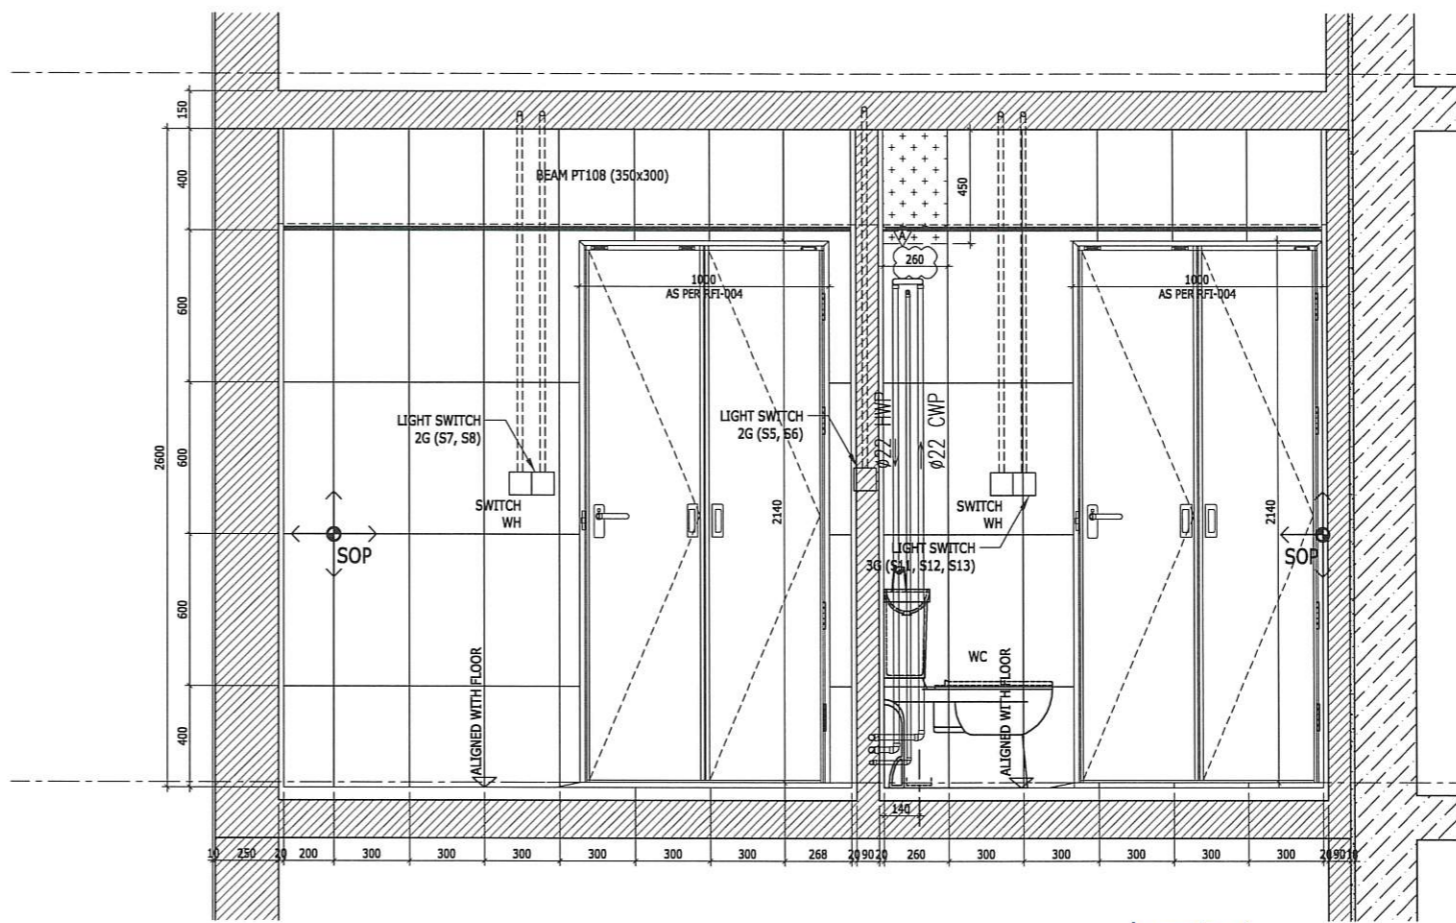 150
400
BEAM PT108 (350x300)
450
A
260
1000
AS PER RFI-004
1000
AS PER RFI-004
600
LIGHT SWITCH
2G (S7, S8)
LIGHT SWITCH
2G (S5, S6)
ø22 HWP
ø22 CWP
2600
600
SWITCH
WH
2140
SWITCH
WH
2140
SOP
LIGHT SWITCH
3G (S11, S12, S13)
SOP
600
WC
ALIGNED WITH FLOOR
ALIGNED WITH FLOOR
400
140
10 250 20 200 300 300 300 300 300 300 268 20 90 20 260 300 300 300 300 20 90 10